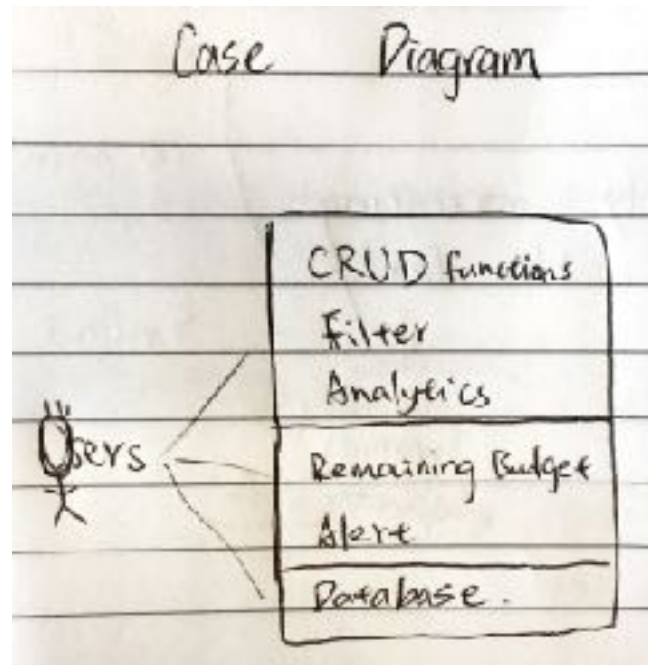 Case Diagram
CRUD functions
Filter
Analytics
Users
Remaining Budget
Alert
Database.